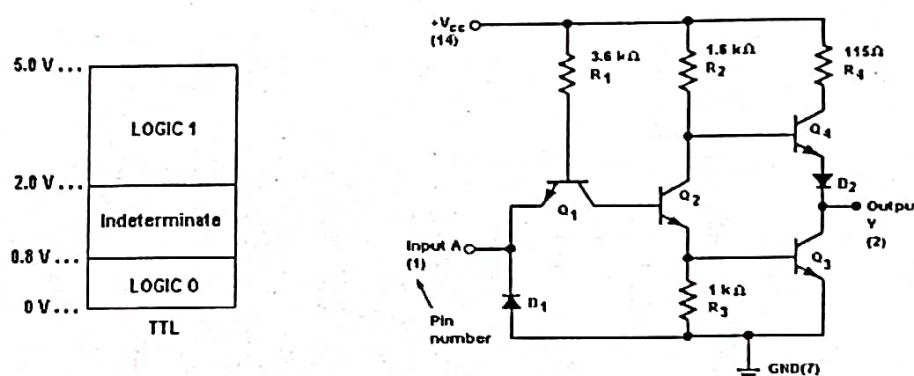 5.0 V...
LOGIC 1
2.0 V...
Indeterminate
0.8 V...
LOGIC 0
0 V...
TTL
+Vcc
(14)
3.6 kΩ
R1
1.6 kΩ
R2
115Ω
R4
Q4
D2
Q1
Q2
Output
Y
(2)
Input A
(1)
Q3
D1
1 kΩ
R3
Pin
number
GND(7)